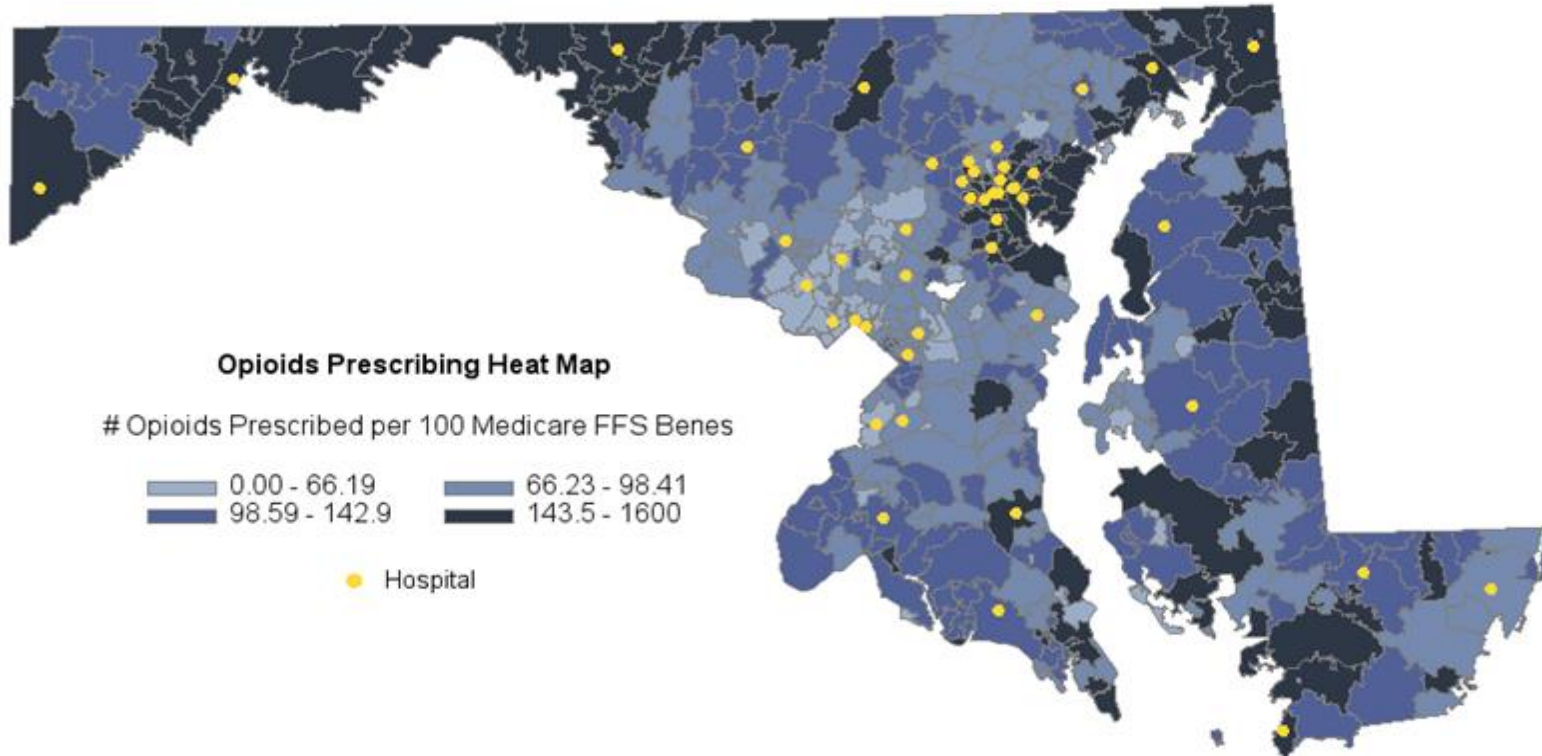 Opioids Prescribing Heat Map
# Opioids Prescribed per 100 Medicare FFS Benes
0.00 - 66.19 66.23 - 98.41
98.59 - 142.9 143.5 - 1600
Hospital